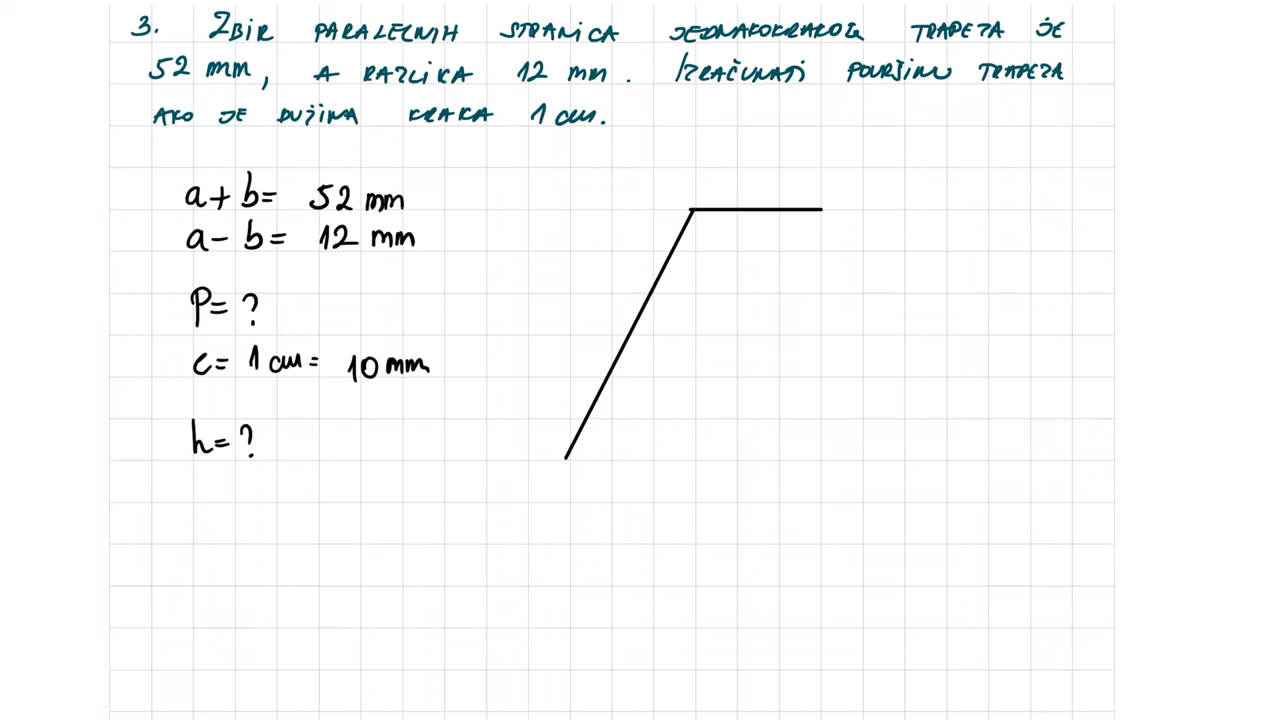 3. ZBIR PARALELNIH STRANICA JEDNAKOKRAKOG TRAPEZA JE
52 mm, A RAZLIKA 12 mm. IZRAČUNATI POVRŠINU TRAPEZA
AKO JE DUŽINA KRAKA 1 cm.
a + b = 52 mm
a - b = 12 mm
P = ?
c = 1 cm = 10 mm
h = ?